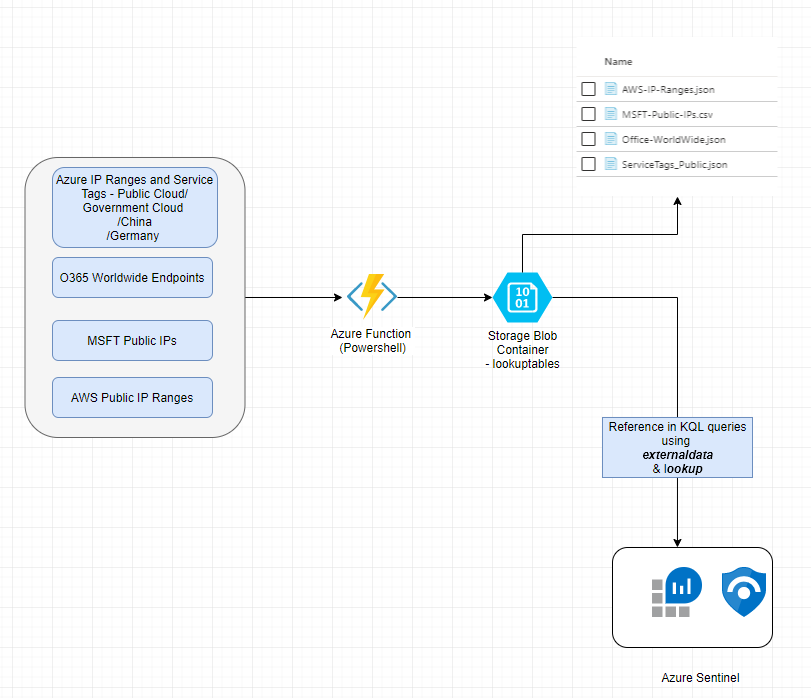 Name
AWS-IP-Ranges.json
MSFT-Public-IPs.csv
Office-WorldWide.json
ServiceTags_Public.json
Azure IP Ranges and Service
Tags - Public Cloud/
Government Cloud
/China
/Germany
O365 Worldwide Endpoints
MSFT Public IPs
AWS Public IP Ranges
Azure Function
(Powershell)
10
01
Storage Blob
Container
- lookuptables
Reference in KQL queries
using
externaldata
& lookup
Azure Sentinel